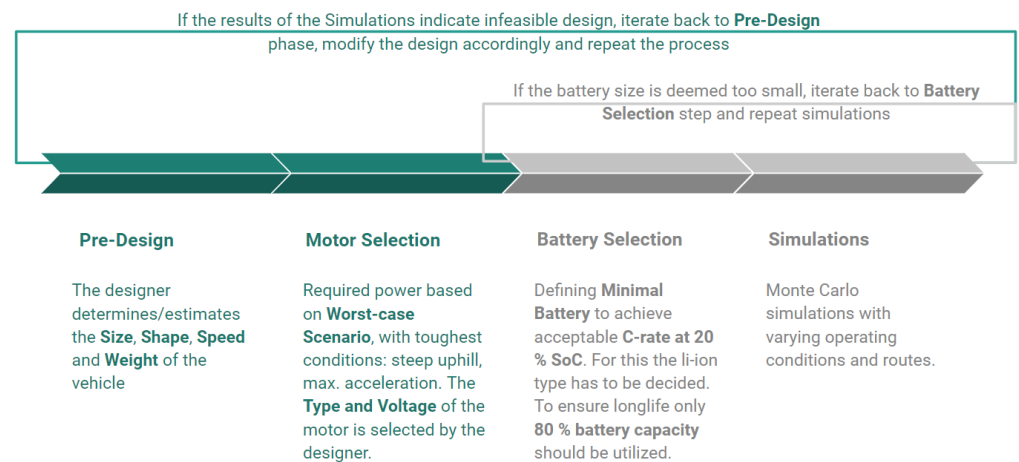 If the results of the Simulations indicate infeasible design, iterate back to Pre-Design
phase, modify the design accordingly and repeat the process
If the battery size is deemed too small, iterate back to Battery
Selection step and repeat simulations
Pre-Design
The designer
determines/estimates
the Size, Shape, Speed
and Weight of the
vehicle
Motor Selection
Required power based
on Worst-case
Scenario, with toughest
conditions: steep uphill,
max. acceleration. The
Type and Voltage of the
motor is selected by the
designer.
Battery Selection
Defining Minimal
Battery to achieve
acceptable C-rate at 20
% SoC. For this the li-ion
type has to be decided.
To ensure longlife only
80 % battery capacity
should be utilized.
Simulations
Monte Carlo
simulations with
varying operating
conditions and routes.